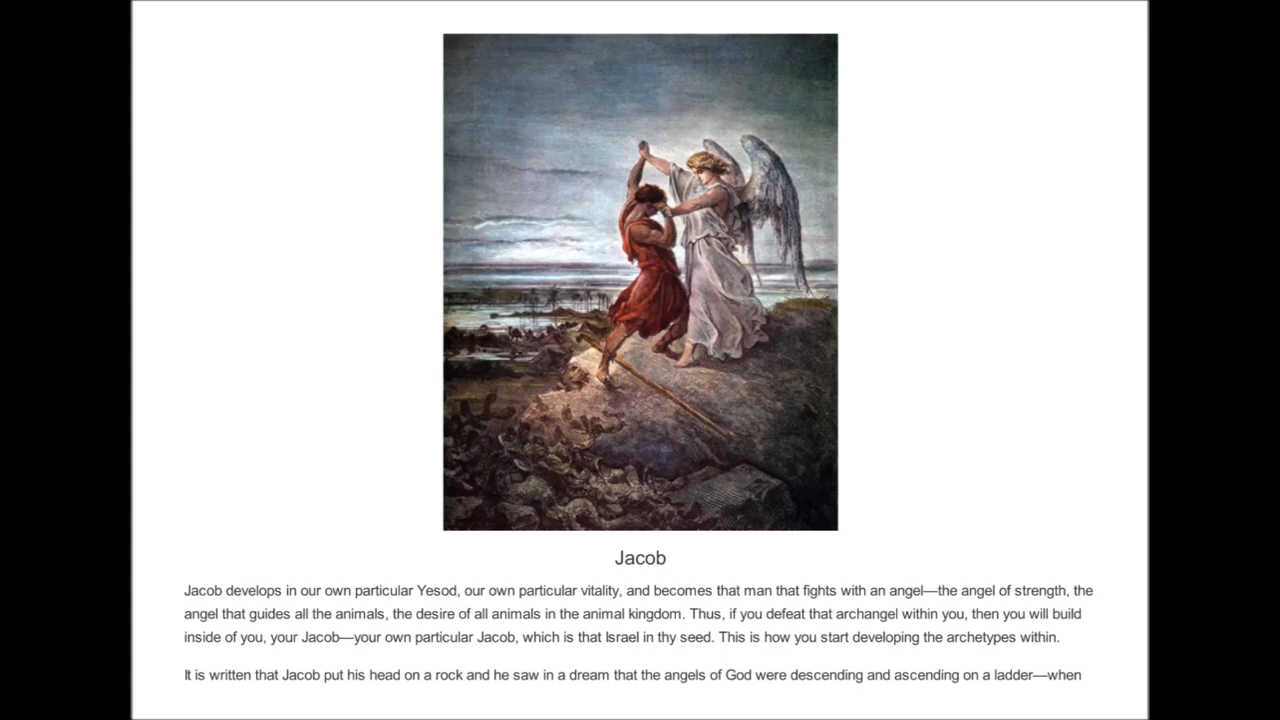 Jacob
Jacob develops in our own particular Yesod, our own particular vitality, and becomes that man that fights with an angel—the angel of strength, the
angel that guides all the animals, the desire of all animals in the animal kingdom. Thus, if you defeat that archangel within you, then you will build
inside of you, your Jacob—your own particular Jacob, which is that Israel in thy seed. This is how you start developing the archetypes within.
It is written that Jacob put his head on a rock and he saw in a dream that the angels of God were descending and ascending on a ladder—when